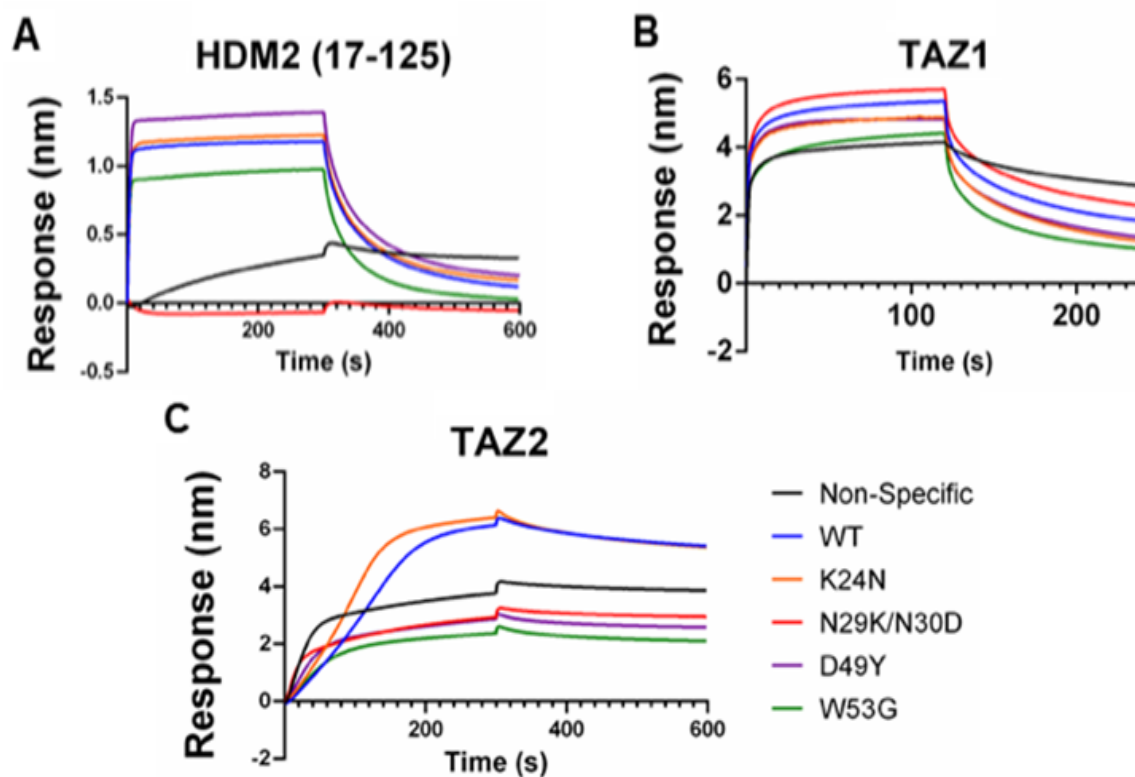 A
HDM2 (17-125)
Response (nm)
1.5
1.0
0.5
0.0
-0.5
200
400
600
Time (s)
B
TAZ1
Response (nm)
6
4
2
0
-2
100
200
Time (s)
C
TAZ2
Response (nm)
8
6
4
2
0
-2
200
400
600
Time (s)
Non-Specific
WT
K24N
N29K/N30D
D49Y
W53G